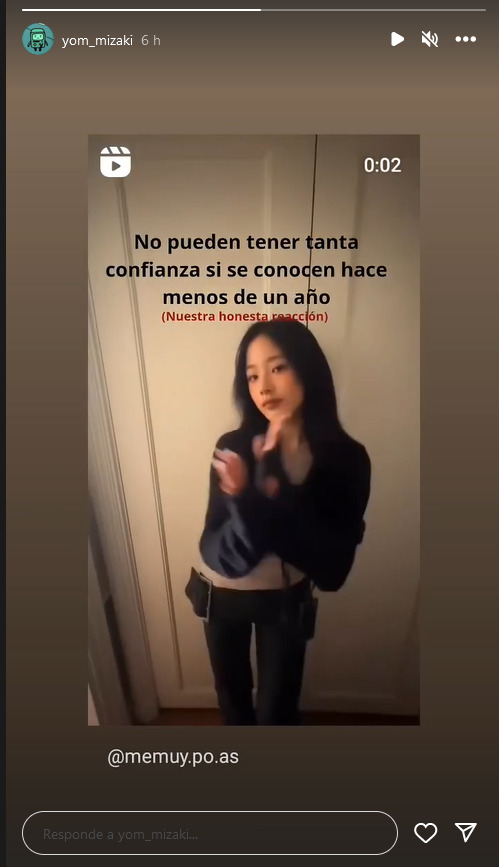 yom_mizaki 6 h
0:02
No pueden tener tanta
confianza si se conocen hace
menos de un año
(Nuestra honesta reacción)
@memuy.po.as
Responde a yom_mizaki...